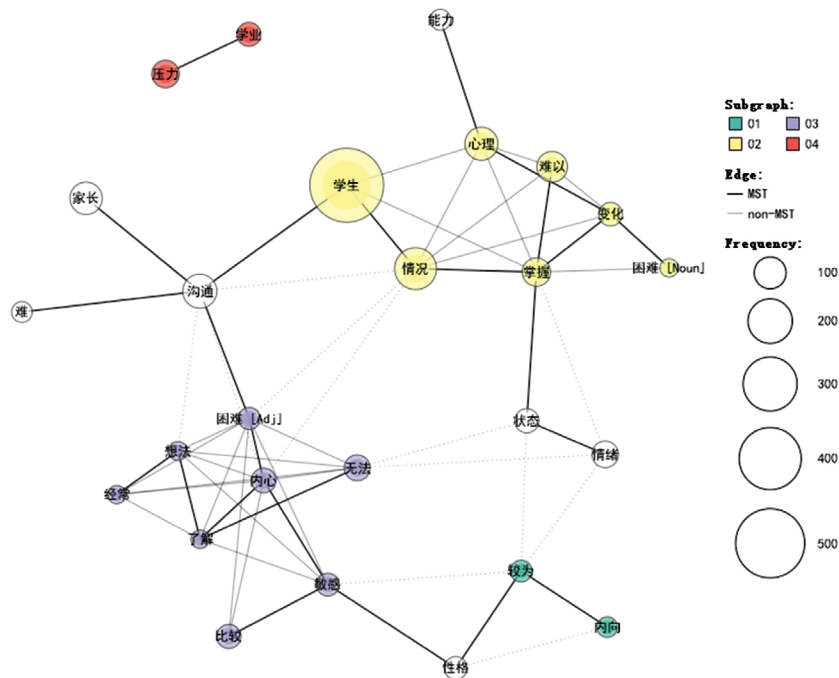 能力
学业
压力
心理
难以
学生
家长
变化
情况
掌握
困难［Noun］
沟通
难
困难［Adj］
状态
想法
情绪
无法
内心
经常
了解
敏感
较为
比较
内向
性格
Subgraph:
01 03
02 04
Edge:
MST
non-MST
Frequency:
100
200
300
400
500